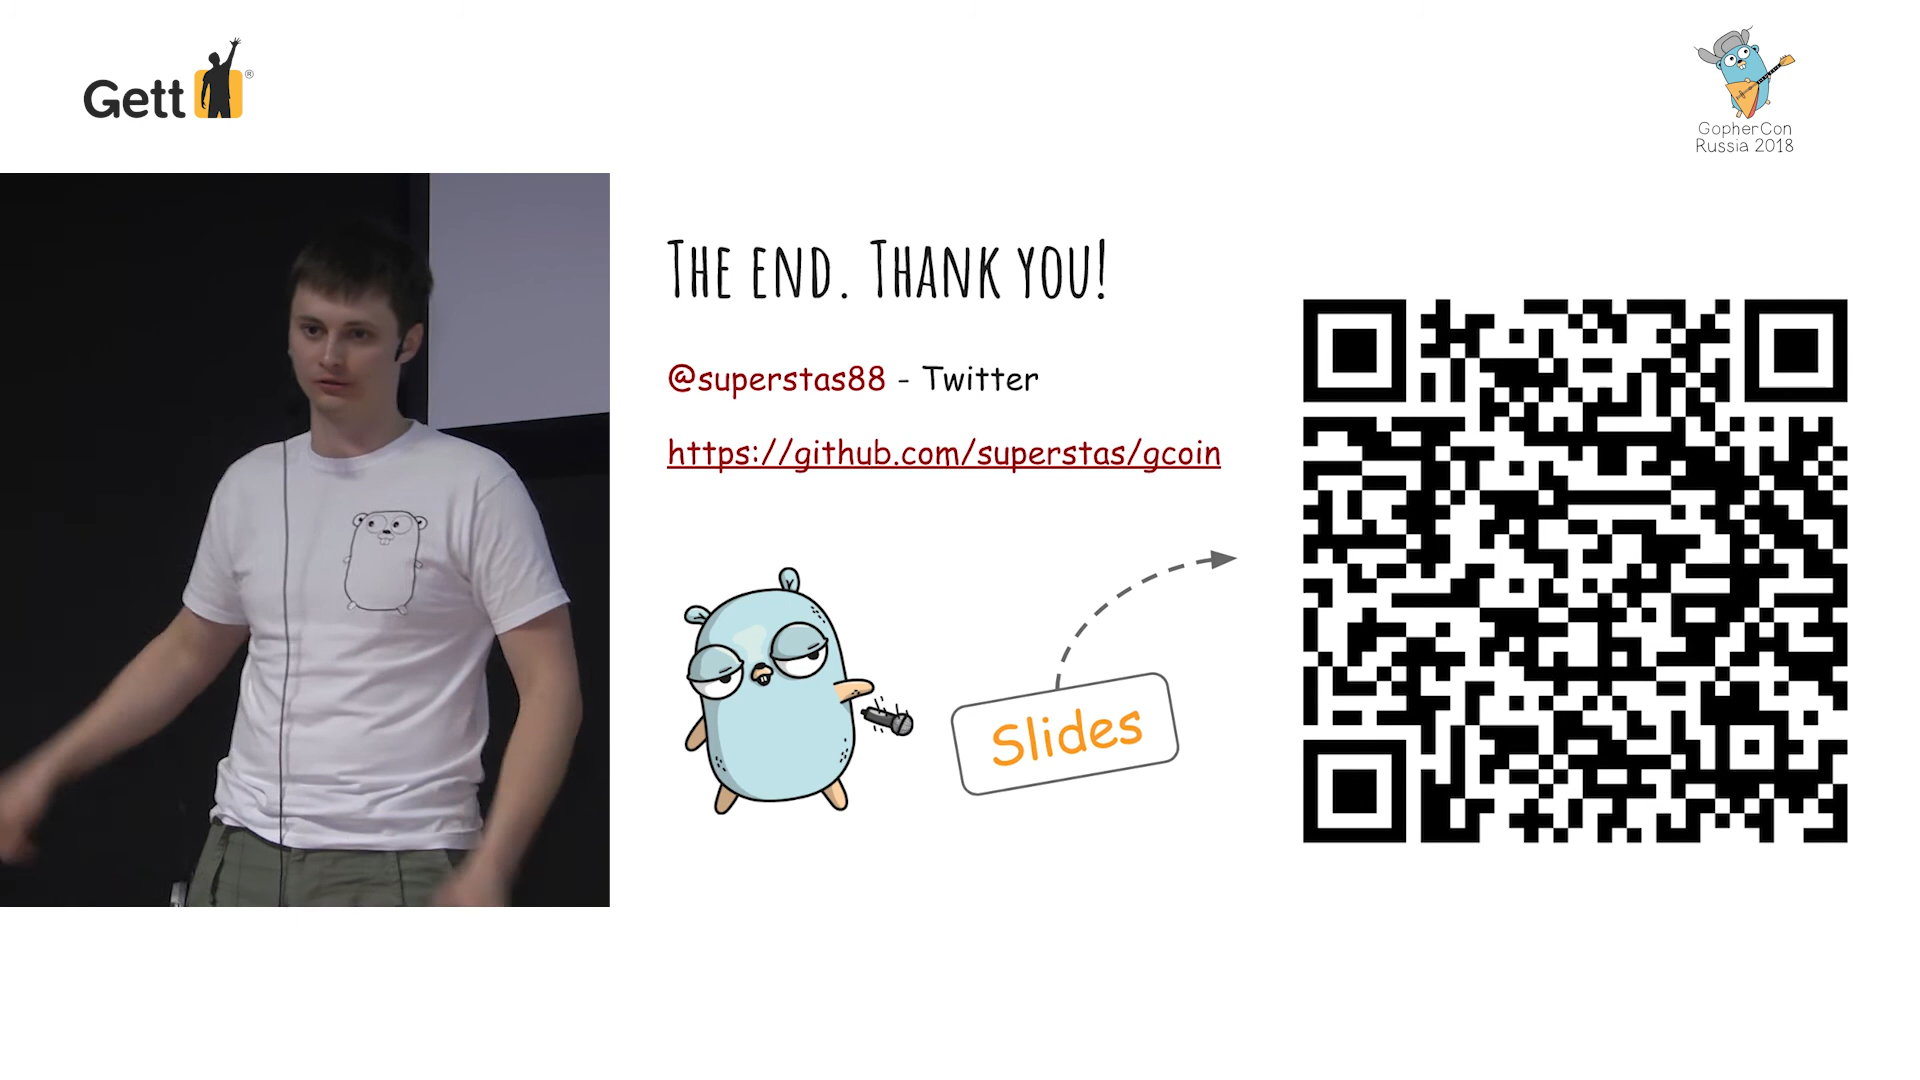 Gett®
GopherCon
Russia 2018
The end. Thank you!
@superstas88 - Twitter
https://github.com/superstas/gcoin
Slides